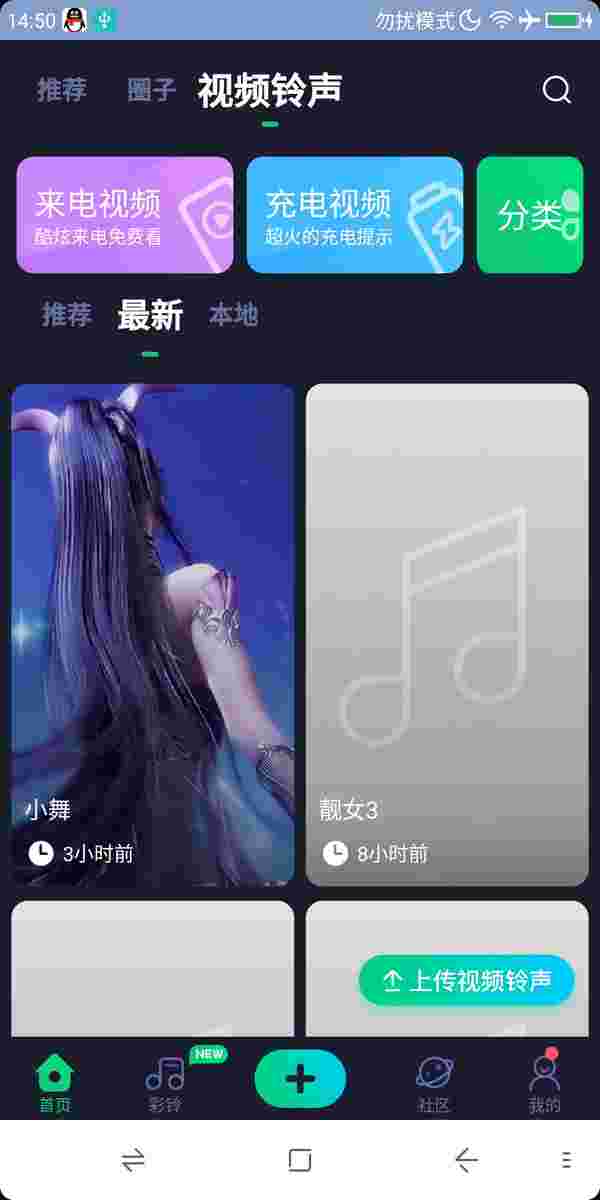 14:50 勿扰模式
推荐 圈子 视频铃声
来电视频 充电视频 分类
酷炫来电免费看 超火的充电提示
推荐 最新 本地
小舞 靓女3
3小时前 8小时前
上传视频铃声
NEW
首页 彩铃 社区 我的